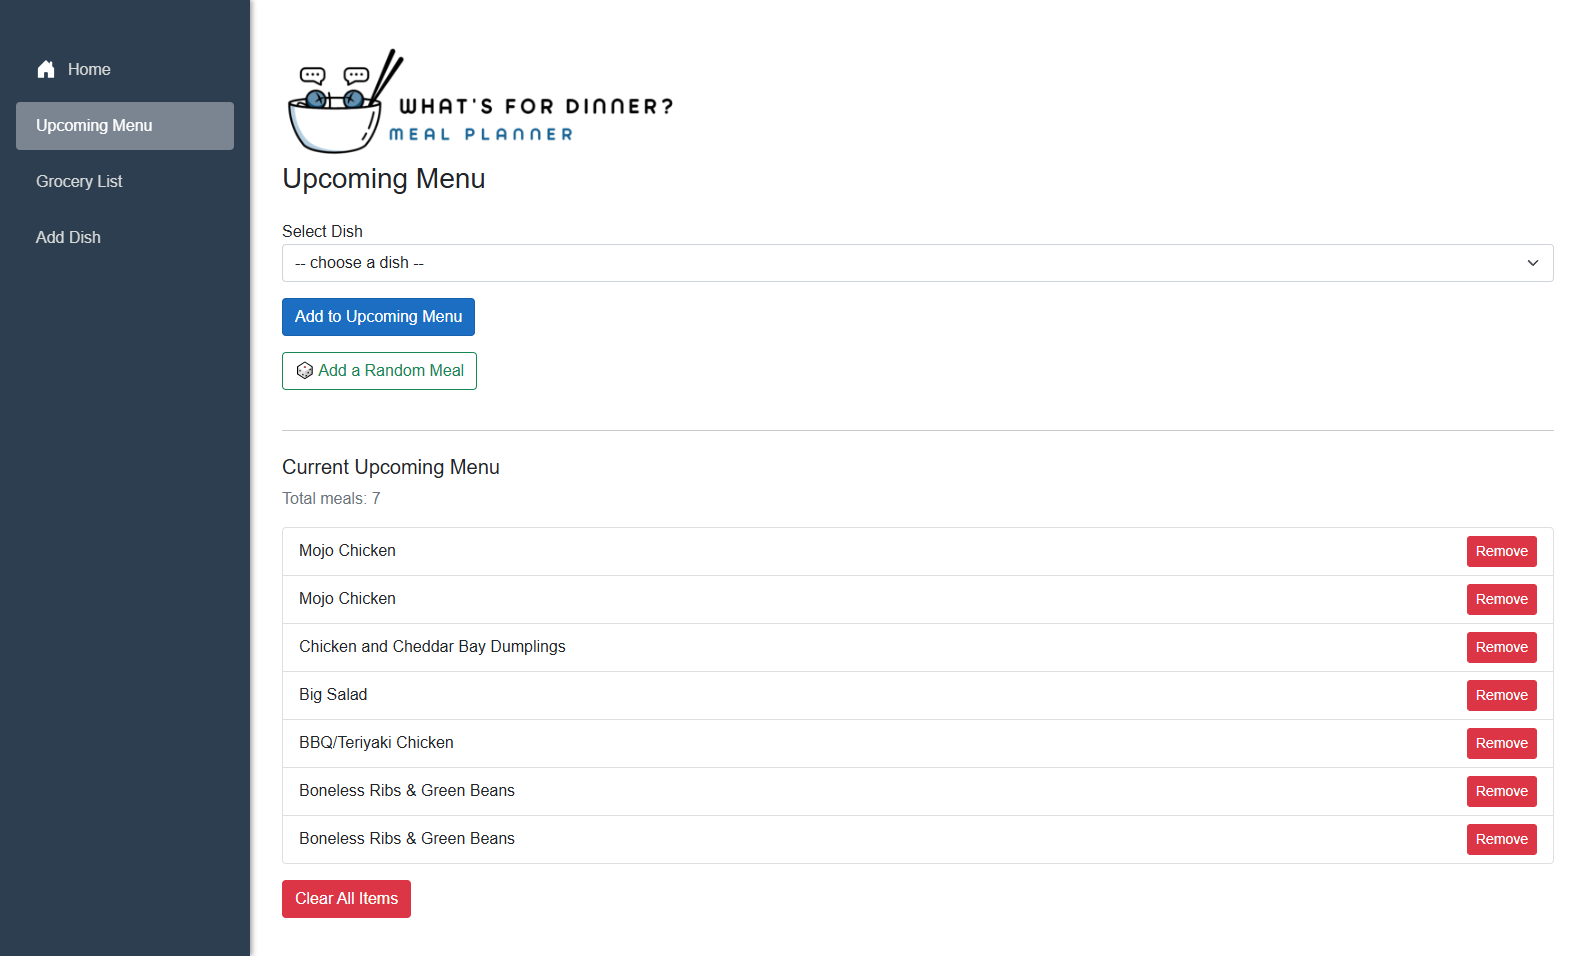 Home
Upcoming Menu
Grocery List
Add Dish
WHAT'S FOR DINNER?
MEAL PLANNER
Upcoming Menu
Select Dish
-- choose a dish --
Add to Upcoming Menu
Add a Random Meal
Current Upcoming Menu
Total meals: 7
Mojo Chicken Remove
Mojo Chicken Remove
Chicken and Cheddar Bay Dumplings Remove
Big Salad Remove
BBQ/Teriyaki Chicken Remove
Boneless Ribs & Green Beans Remove
Boneless Ribs & Green Beans Remove
Clear All Items